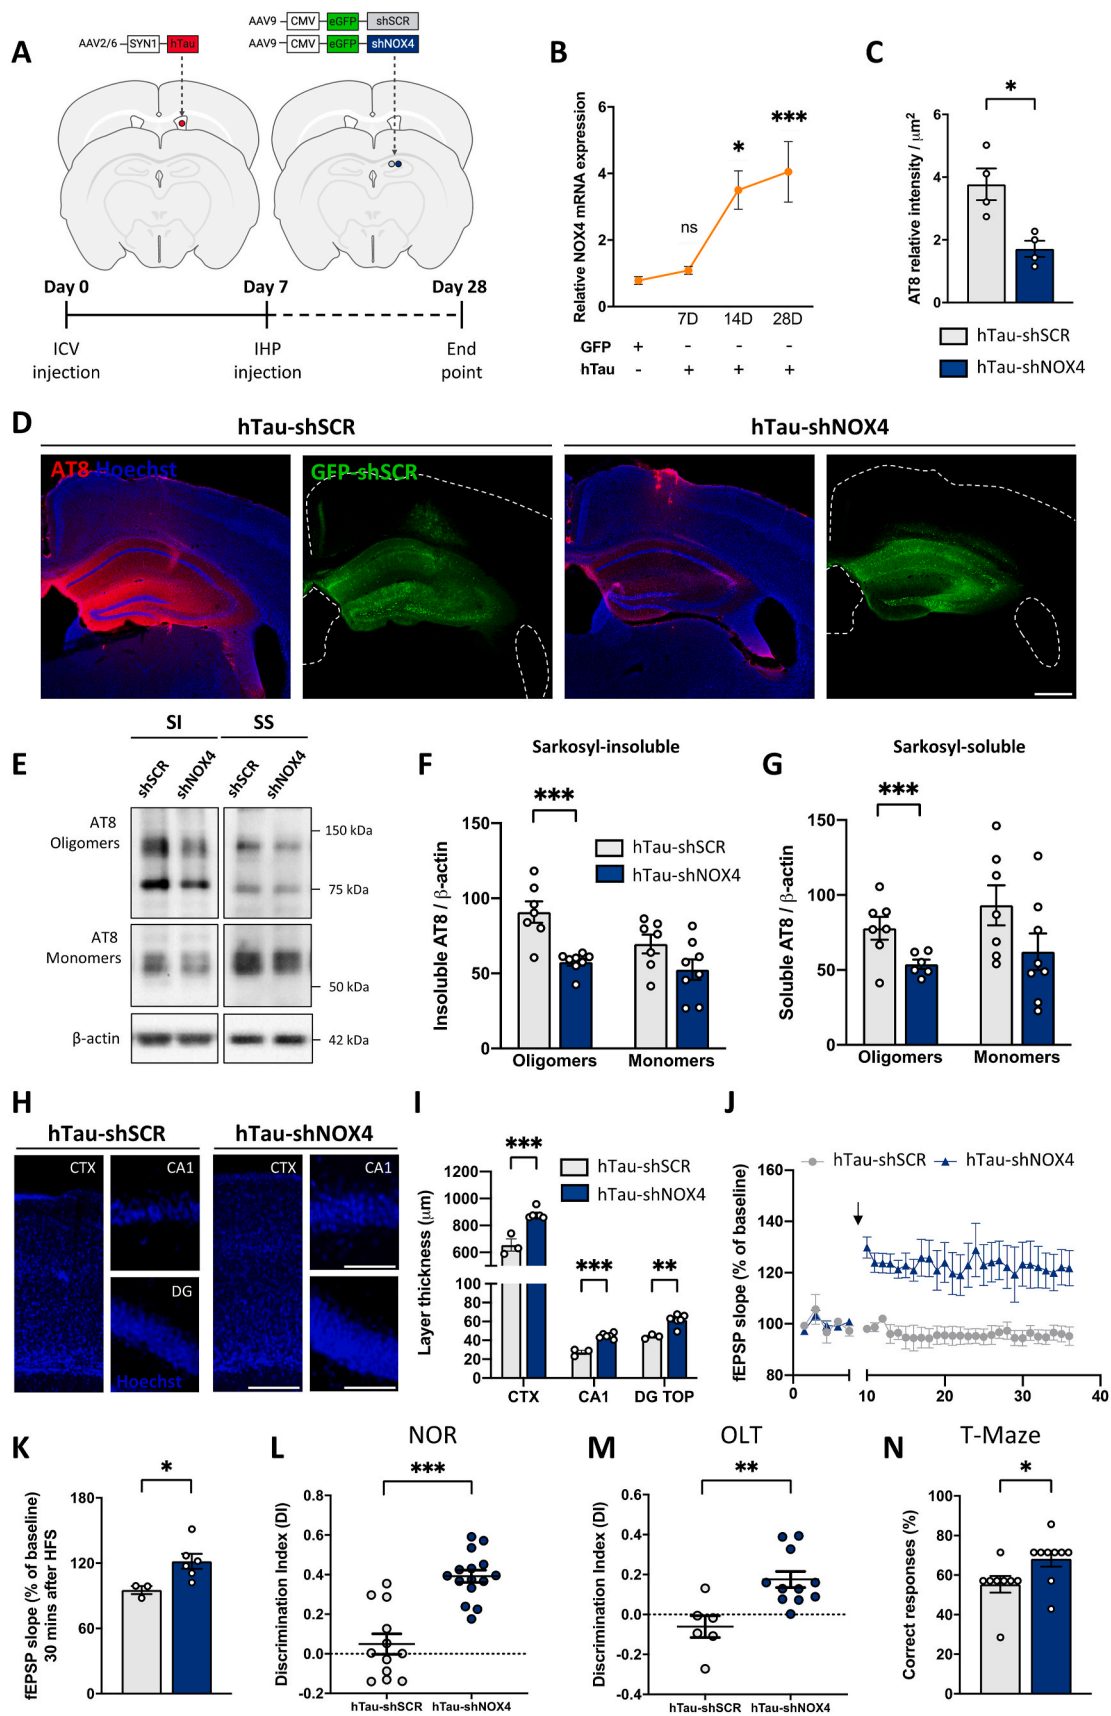 A
AAV2/6
SYN1
hTau
AAV9
CMV
eGFP
shSCR
AAV9
CMV
eGFP
shNOX4
Day 0
Day 7
Day 28
ICV
injection
IHP
injection
End
point
B
Relative NOX4 mRNA expression
6
4
2
0
ns
*
***
7D
14D
28D
GFP + - - -
hTau - + + +
C
AT8 relative intensity / μm²
6
4
2
0
*
hTau-shSCR
hTau-shNOX4
D
hTau-shSCR
hTau-shNOX4
AT8 Hoechst
GFP-shSCR
E
SI
SS
shSCR
shNOX4
shSCR
shNOX4
AT8
Oligomers
AT8
Monomers
β-actin
150 kDa
75 kDa
50 kDa
42 kDa
F
Sarkosyl-insoluble
Insoluble AT8 / β-actin
150
100
50
0
***
hTau-shSCR
hTau-shNOX4
Oligomers
Monomers
G
Sarkosyl-soluble
Soluble AT8 / β-actin
150
100
50
0
***
Oligomers
Monomers
H
hTau-shSCR
hTau-shNOX4
CTX
CA1
DG
Hoechst
CTX
CA1
I
Layer thickness (μm)
1200
1000
800
600
100
80
60
40
20
0
***
***
**
hTau-shSCR
hTau-shNOX4
CTX
CA1
DG TOP
J
fEPSP slope (% of baseline)
160
140
120
100
80
hTau-shSCR
hTau-shNOX4
0
10
20
30
40
K
fEPSP slope (% of baseline)
30 mins after HFS
180
120
60
0
*
L
NOR
Discrimination Index (DI)
0.8
0.6
0.4
0.2
0.0
-0.2
***
hTau-shSCR
hTau-shNOX4
M
OLT
Discrimination Index (DI)
0.6
0.4
0.2
0.0
-0.2
-0.4
**
hTau-shSCR
hTau-shNOX4
N
T-Maze
Correct responses (%)
100
80
60
40
20
0
*